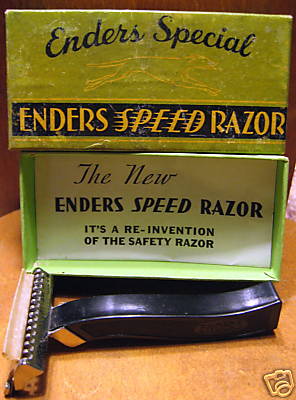 Enders Special
ENDERS SPEED RAZOR
The New
ENDERS SPEED RAZOR
IT'S A RE-INVENTION
OF THE SAFETY RAZOR